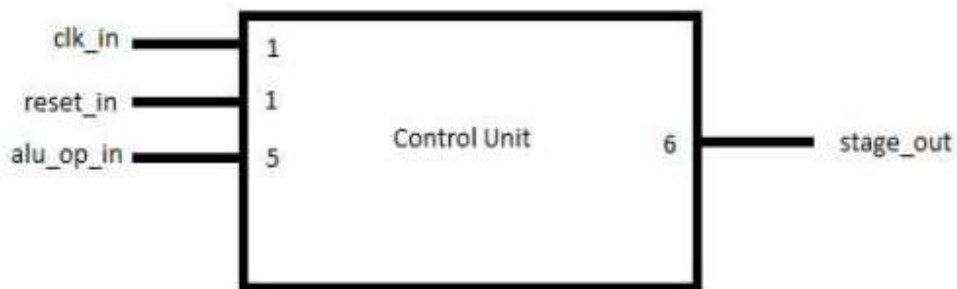 clk_in 1
reset_in 1
alu_op_in 5
Control Unit
6 stage_out